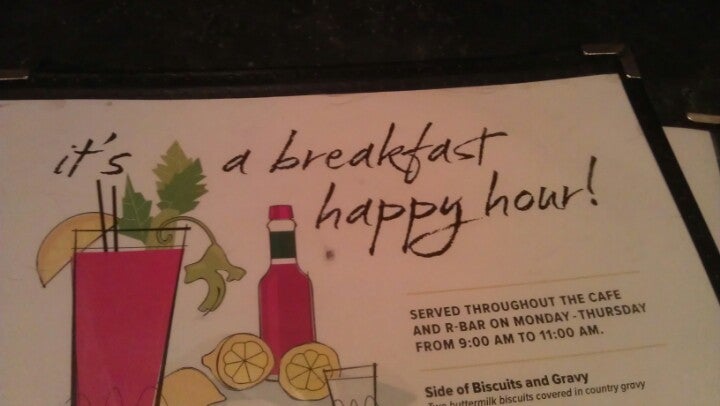 it's a breakfast
happy hour!
SERVED THROUGHOUT THE CAFE
AND R-BAR ON MONDAY - THURSDAY
FROM 9:00 AM TO 11:00 AM.
Side of Biscuits and Gravy
Two buttermilk biscuits covered in country gravy